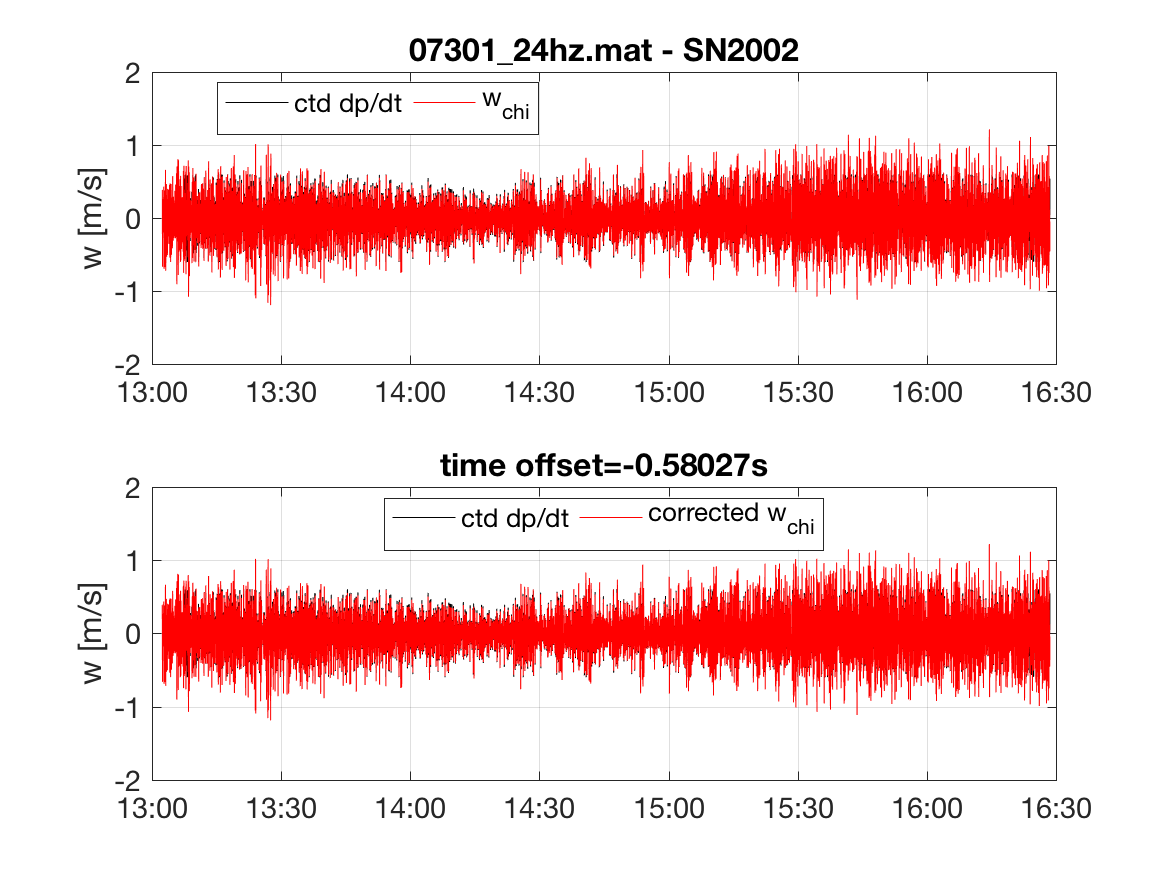 07301_24hz.mat - SN2002
ctd dp/dt w_chi
w [m/s]
2
1
0
-1
-2
13:00 13:30 14:00 14:30 15:00 15:30 16:00 16:30
time offset=-0.58027s
ctd dp/dt corrected w_chi
w [m/s]
2
1
0
-1
-2
13:00 13:30 14:00 14:30 15:00 15:30 16:00 16:30